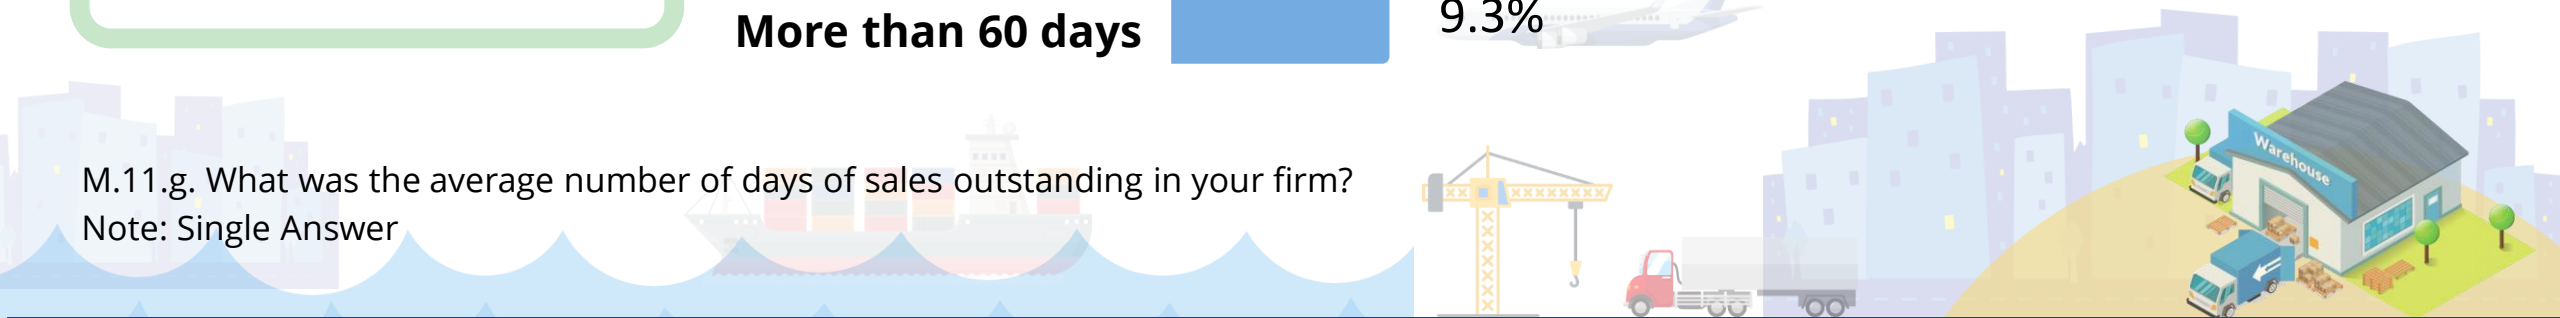 More than 60 days
9.3%
M.11.g. What was the average number of days of sales outstanding in your firm?
Note: Single Answer
Warehouse